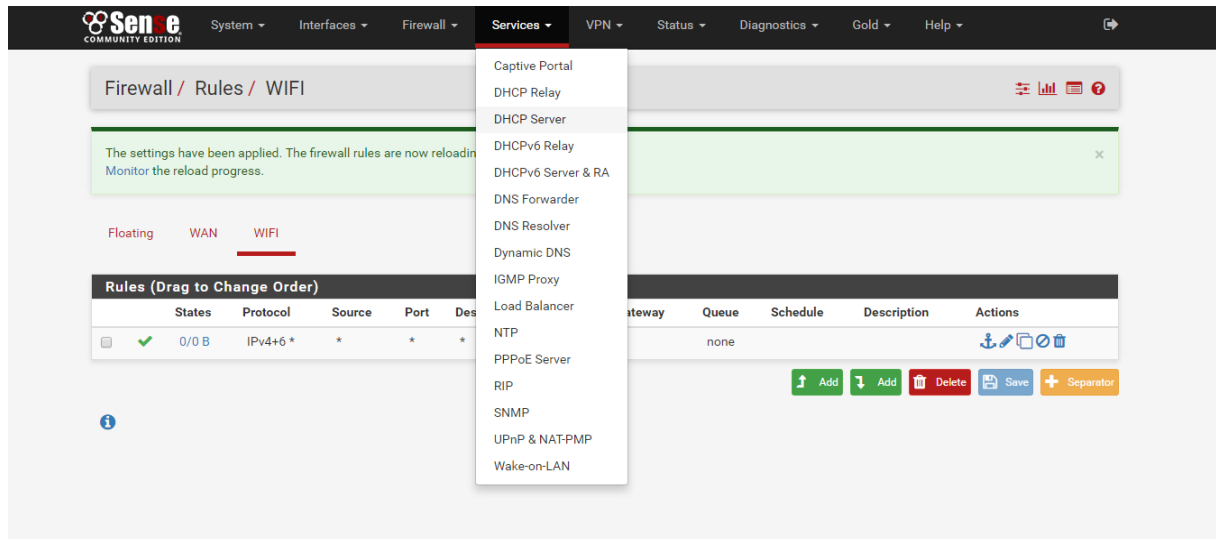 Sense
COMMUNITY EDITION
System Interfaces Firewall Services VPN Status Diagnostics Gold Help
Captive Portal
DHCP Relay
DHCP Server
DHCPv6 Relay
DHCPv6 Server & RA
DNS Forwarder
DNS Resolver
Dynamic DNS
IGMP Proxy
Load Balancer
NTP
PPPoE Server
RIP
SNMP
UPnP & NAT-PMP
Wake-on-LAN
Firewall / Rules / WIFI
The settings have been applied. The firewall rules are now reloadin
Monitor the reload progress.
×
Floating WAN WIFI
Rules (Drag to Change Order)
States Protocol Source Port Des ateway Queue Schedule Description Actions
0/0 B IPv4+6 * * * * none
Add Add Delete Save Separator